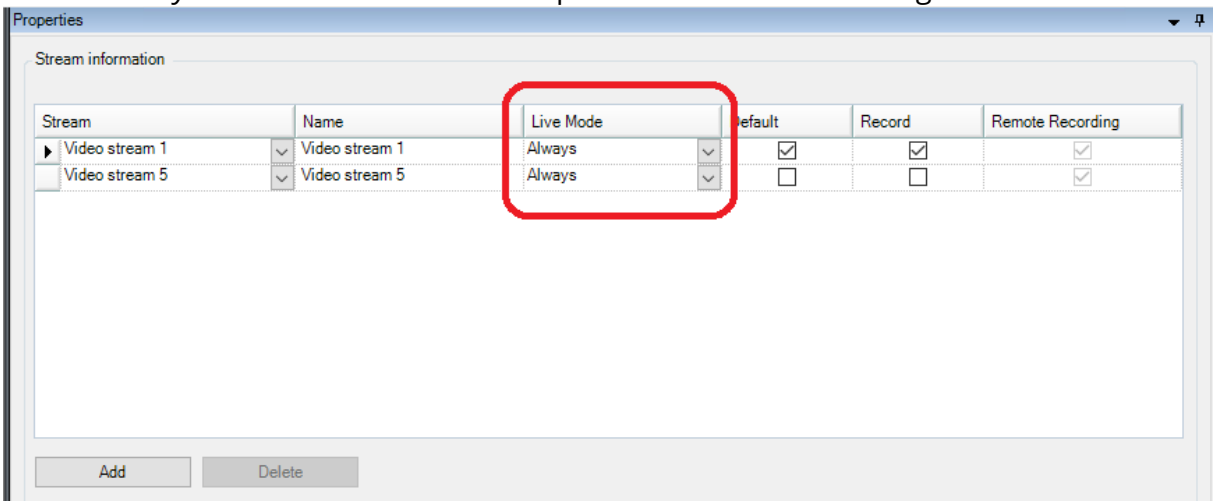 Properties
Stream information
Stream Name Live Mode Default Record Remote Recording
Video stream 1 Video stream 1 Always
Video stream 5 Video stream 5 Always
Add Delete